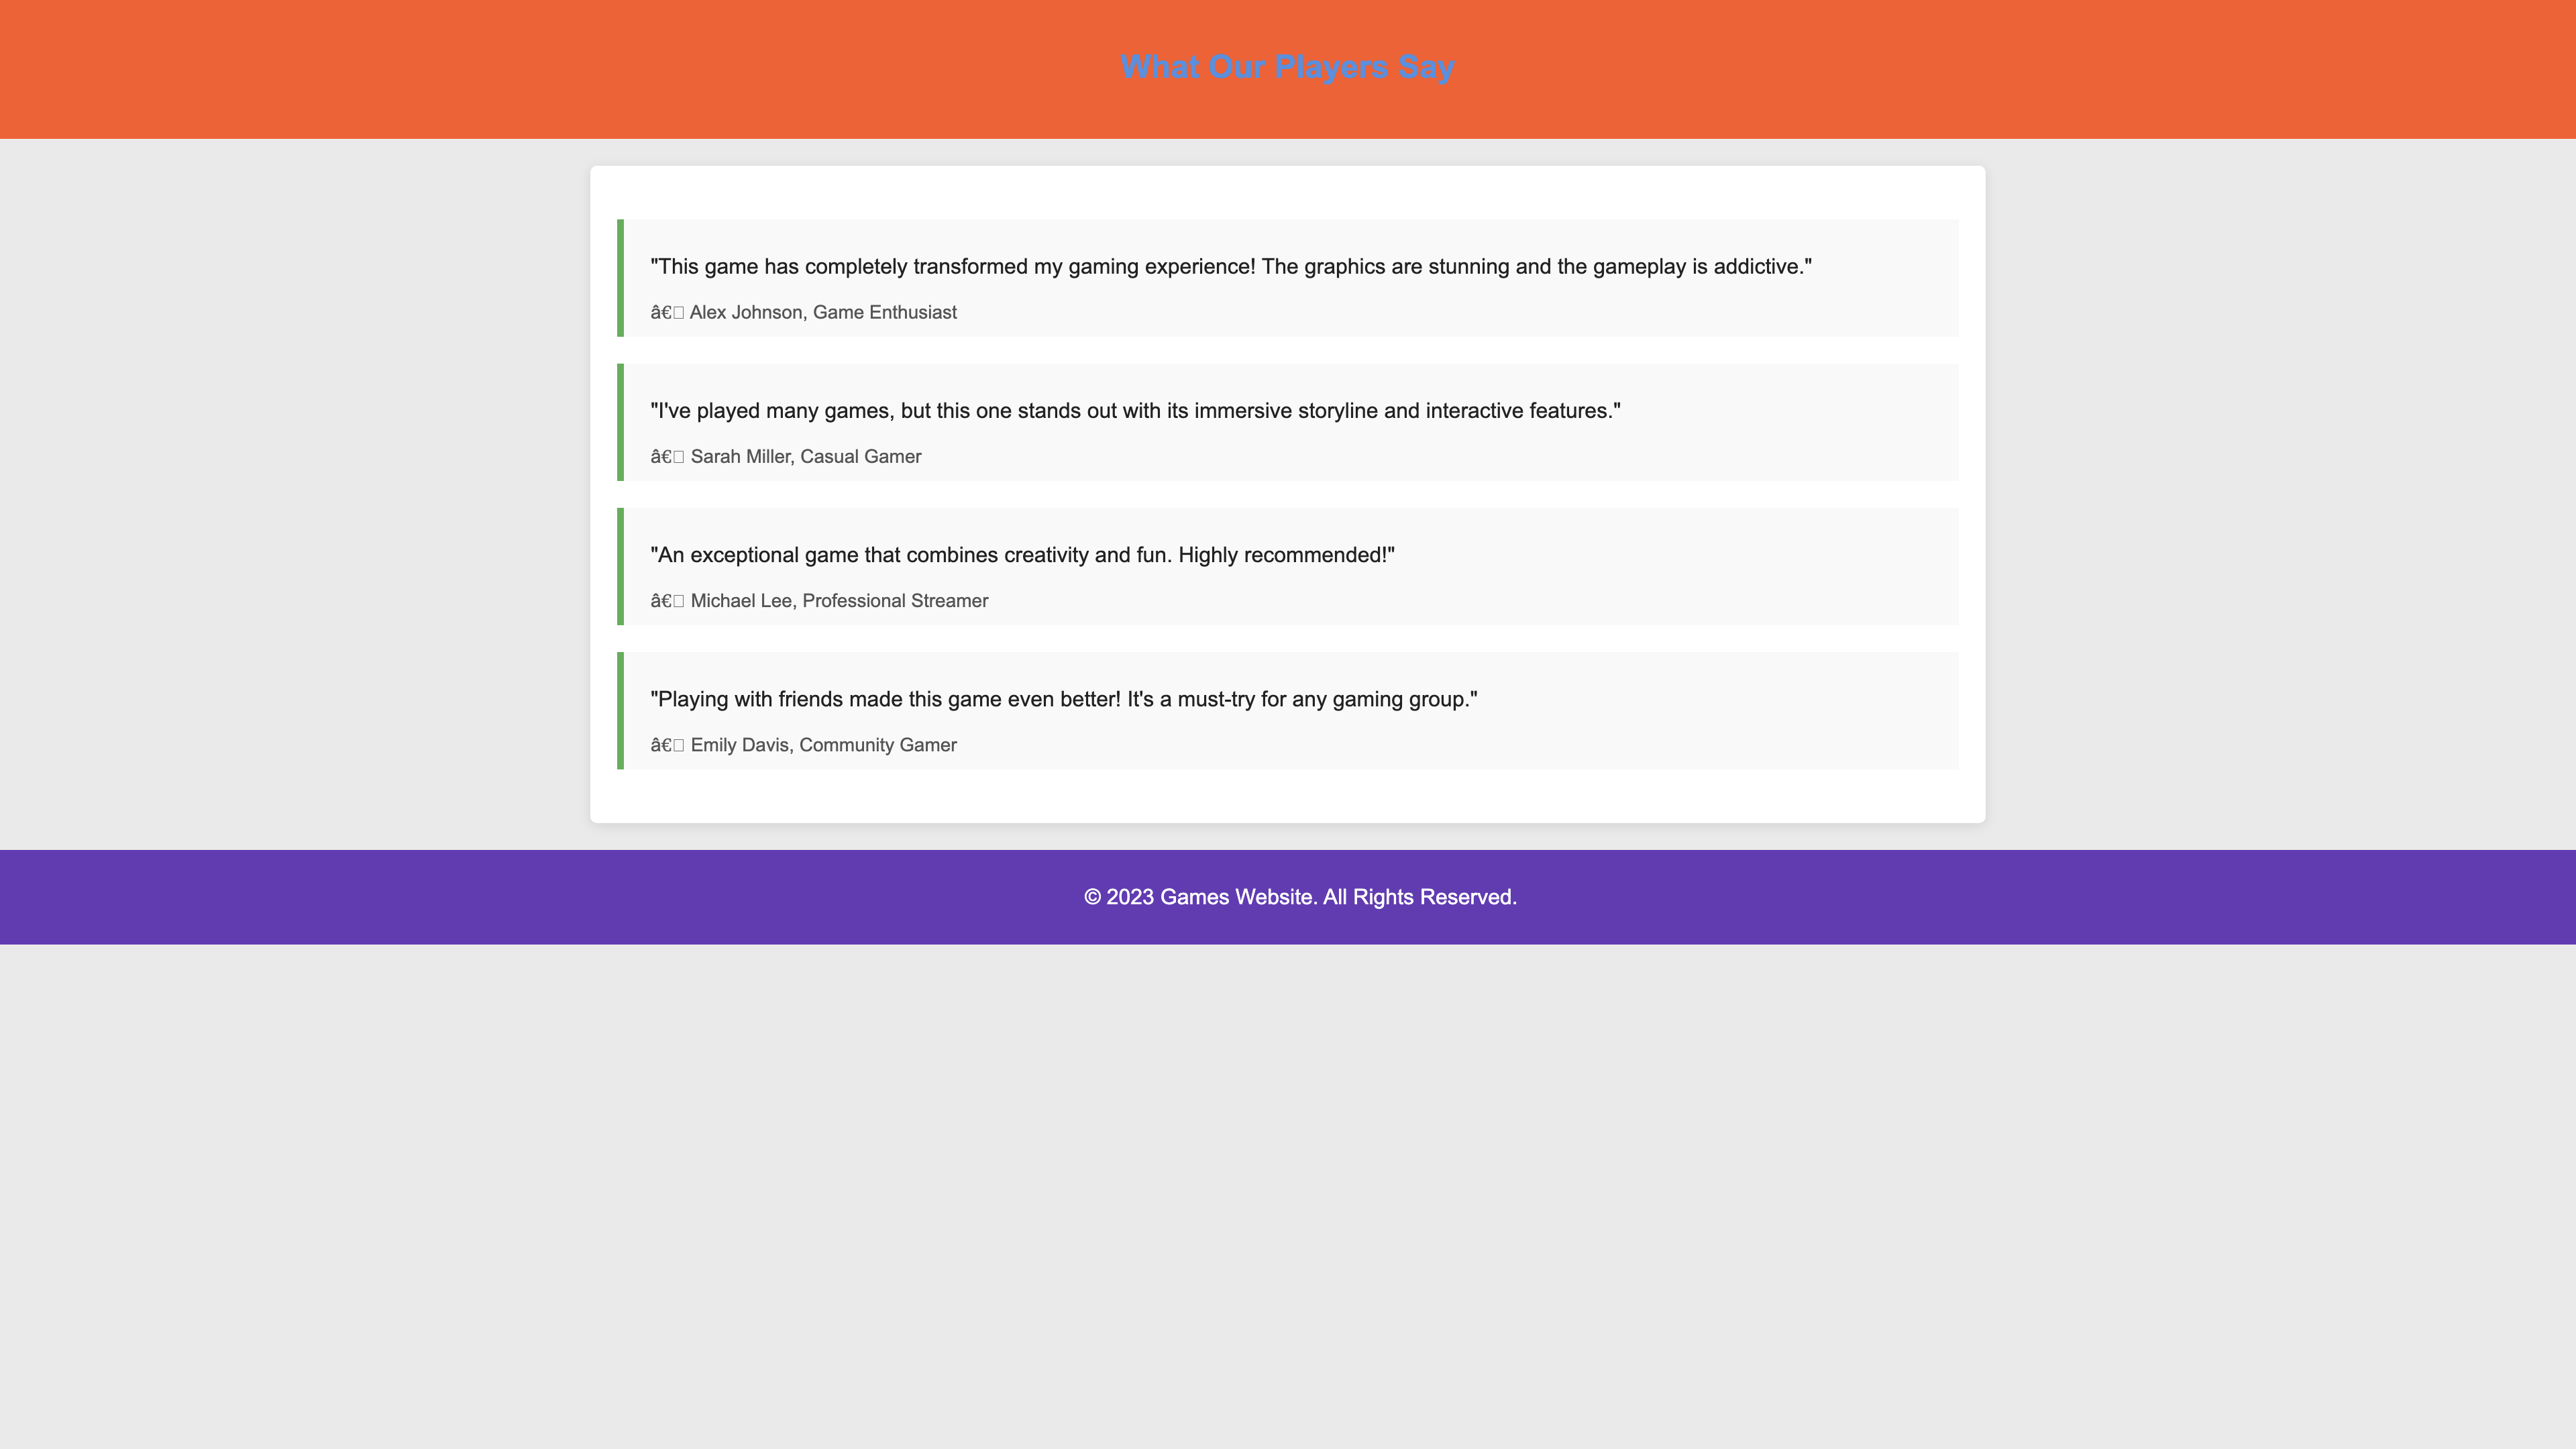 What Our Players Say
"This game has completely transformed my gaming experience! The graphics are stunning and the gameplay is addictive."
â€□ Alex Johnson, Game Enthusiast
"I've played many games, but this one stands out with its immersive storyline and interactive features."
â€□ Sarah Miller, Casual Gamer
"An exceptional game that combines creativity and fun. Highly recommended!"
â€□ Michael Lee, Professional Streamer
"Playing with friends made this game even better! It's a must-try for any gaming group."
â€□ Emily Davis, Community Gamer
© 2023 Games Website. All Rights Reserved.